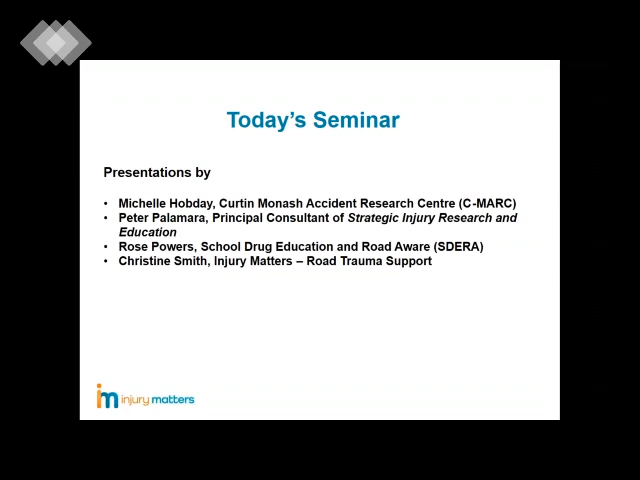 Today's Seminar
Presentations by
• Michelle Hobday, Curtin Monash Accident Research Centre (C-MARC)
• Peter Palamara, Principal Consultant of Strategic Injury Research and
Education
• Rose Powers, School Drug Education and Road Aware (SDERA)
• Christine Smith, Injury Matters – Road Trauma Support
im injury matters